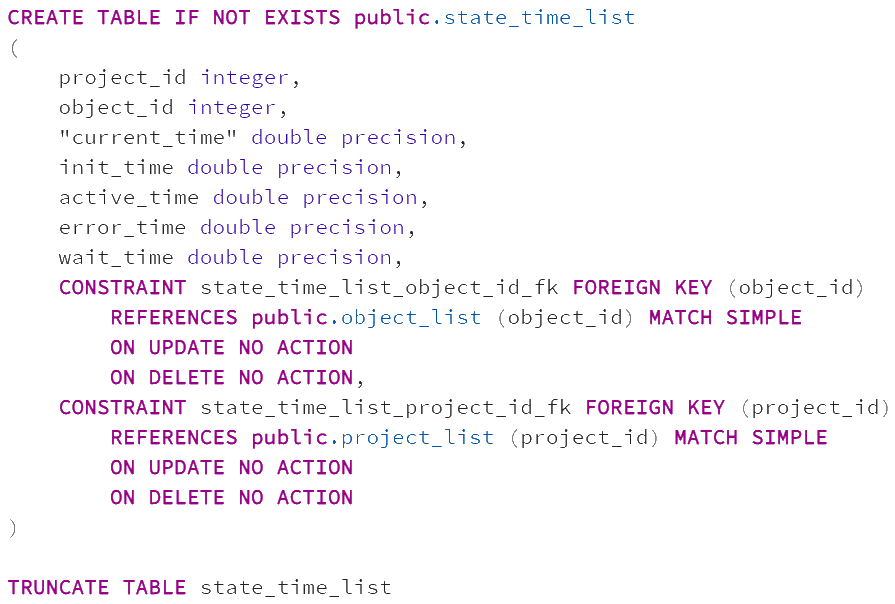 CREATE TABLE IF NOT EXISTS public.state_time_list
(
    project_id integer,
    object_id integer,
    "current_time" double precision,
    init_time double precision,
    active_time double precision,
    error_time double precision,
    wait_time double precision,
    CONSTRAINT state_time_list_object_id_fk FOREIGN KEY (object_id)
        REFERENCES public.object_list (object_id) MATCH SIMPLE
        ON UPDATE NO ACTION
        ON DELETE NO ACTION,
    CONSTRAINT state_time_list_project_id_fk FOREIGN KEY (project_id)
        REFERENCES public.project_list (project_id) MATCH SIMPLE
        ON UPDATE NO ACTION
        ON DELETE NO ACTION
)
TRUNCATE TABLE state_time_list